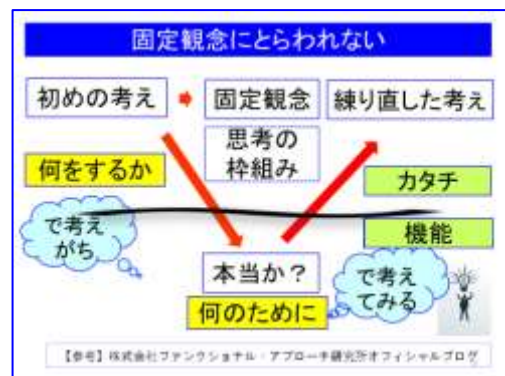 固定観念にとらわれない
初めの考え
固定観念
練り直した考え
思考の
枠組み
何をするか
カタチ
で考え
がち
機能
本当か？
何のために
で考え
てみる
【参考】株式会社ファンクショナル・アプローチ研究所オフィシャルブログ